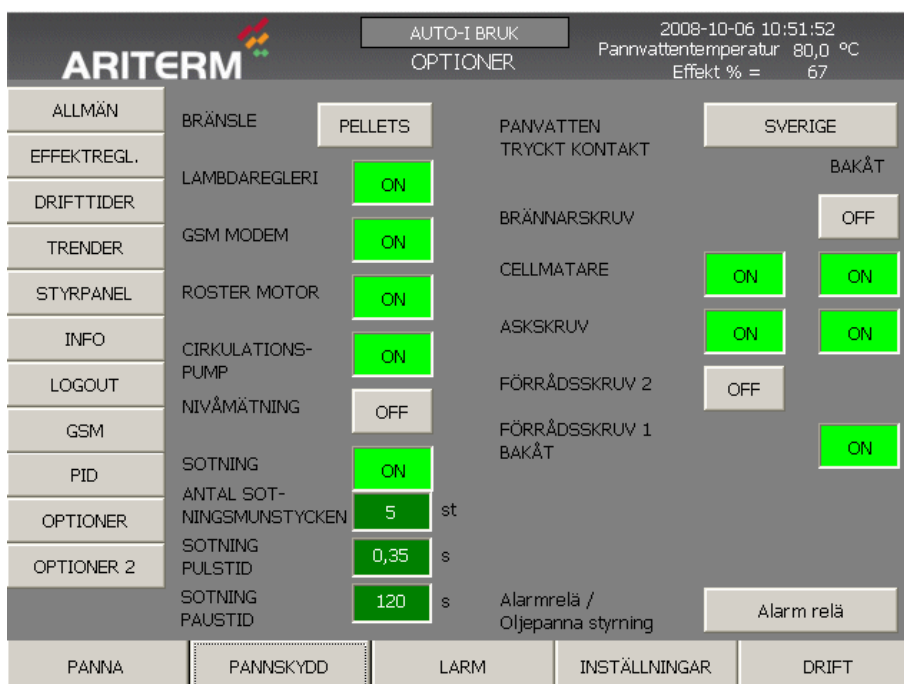 ARITERM
AUTO-I BRUK
OPTIONER
2008-10-06 10:51:52
Pannvattentemperatur 80,0 °C
Effekt % = 67
ALLMÄN
EFFEKTREGL.
DRIFTTIDER
TRENDER
STYRPANEL
INFO
LOGOUT
GSM
PID
OPTIONER
OPTIONER 2
BRÄNSLE PELLETS
LAMBDAREGLERI ON
GSM MODEM ON
ROSTER MOTOR ON
CIRKULATIONS-
PUMP ON
NIVÅMÄTNING OFF
SOTNING ON
ANTAL SOT-
NINGSMUNSTYCKEN 5 st
SOTNING
PULSTID 0,35 s
SOTNING
PAUSTID 120 s
PANVATTEN
TRYCKT KONTAKT SVERIGE
BAKÅT
BRÄNNARSKRUV OFF
CELLMATARE ON ON
ASKSKRUV ON ON
FÖRRÅDSSKRUV 2 OFF
FÖRRÅDSSKRUV 1
BAKÅT ON
Alarmrelä /
Oljepanna styrning Alarm relä
PANNA PANNSKYDD LARM INSTÄLLNINGAR DRIFT